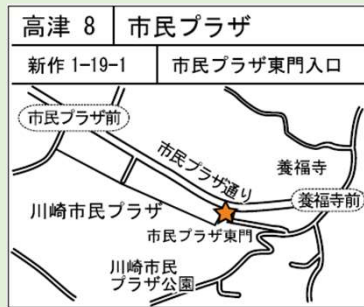 高津 8 市民プラザ
新作 1-19-1 市民プラザ東門入口
市民プラザ前
市民プラザ通り
養福寺
養福寺前
川崎市民プラザ
市民プラザ東門
川崎市民
プラザ公園